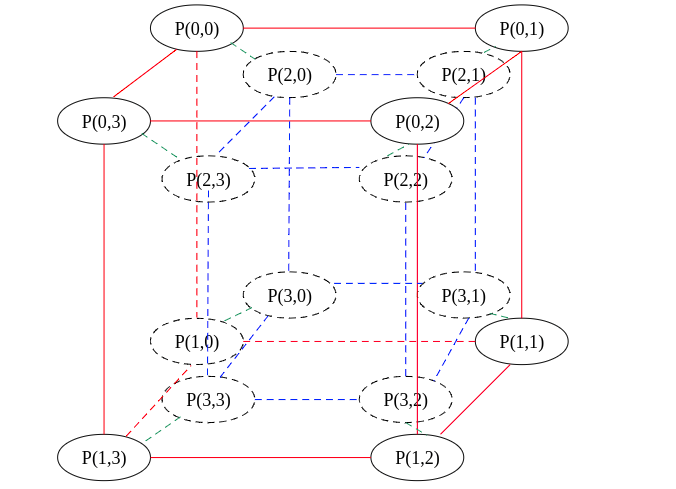 P(0,0)
P(0,1)
P(2,0)
P(2,1)
P(0,3)
P(0,2)
P(2,3)
P(2,2)
P(3,0)
P(3,1)
P(1,0)
P(1,1)
P(3,3)
P(3,2)
P(1,3)
P(1,2)